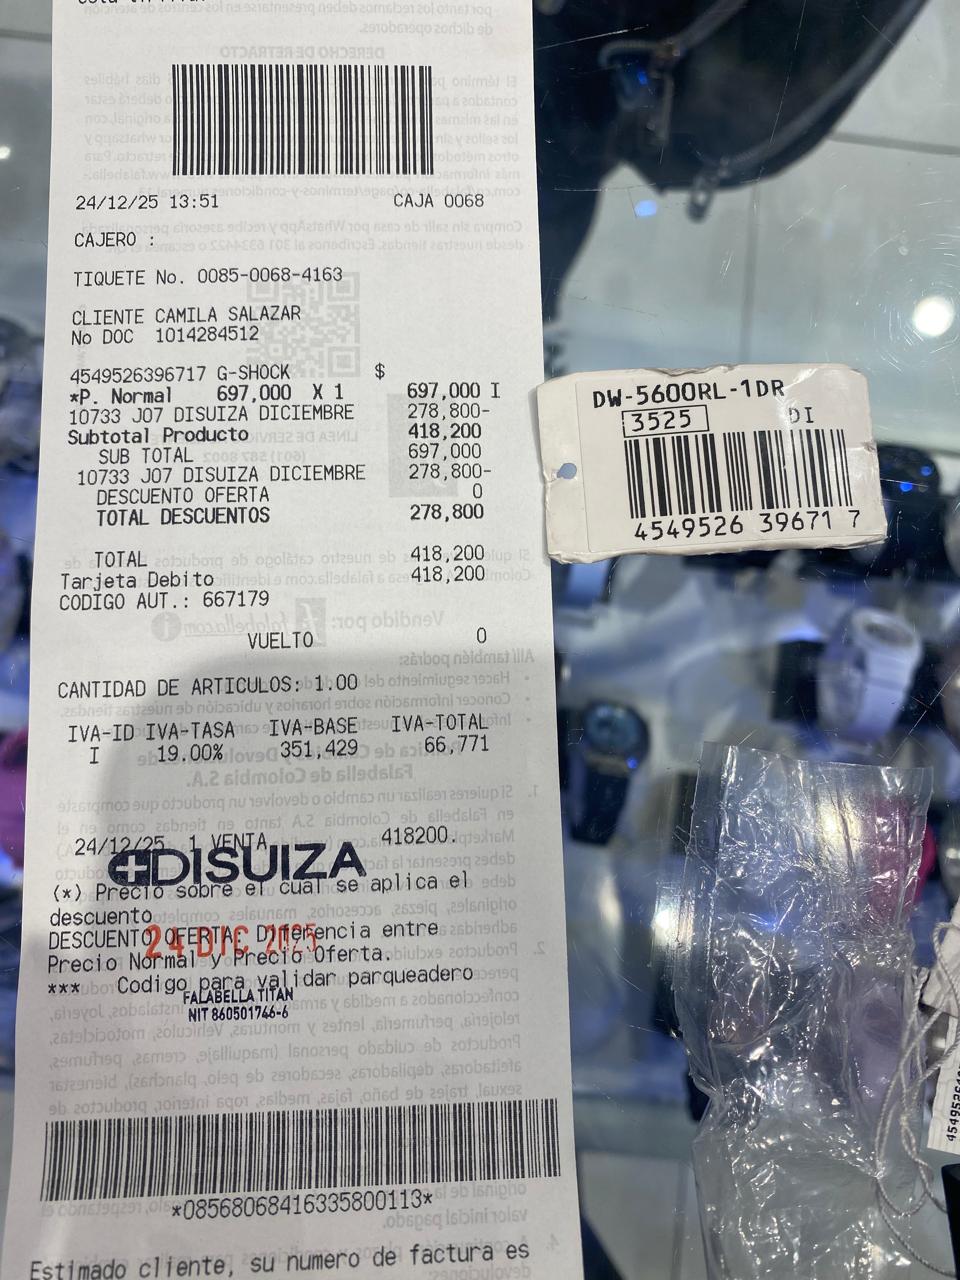 24/12/25 13:51 CAJA 0068
CAJERO :
TIQUETE No. 0085-0068-4163
CLIENTE CAMILA SALAZAR
No DOC 1014284512
4549526396717 G-SHOCK $
*P. Normal 697,000 X 1 697,000 I
10733 J07 DISUIZA DICIEMBRE 278,800-
Subtotal Producto 418,200
SUB TOTAL 697,000
10733 J07 DISUIZA DICIEMBRE 278,800-
DESCUENTO OFERTA 0
TOTAL DESCUENTOS 278,800
TOTAL 418,200
Tarjeta Debito 418,200
CODIGO AUT.: 667179
VUELTO 0
CANTIDAD DE ARTICULOS: 1.00
IVA-ID IVA-TASA IVA-BASE IVA-TOTAL
I 19.00% 351,429 66,771
24/12/25 1 VENTA 418200.
DISUIZA
(*) Precio sobre el cual se aplica el
descuento
DESCUENTO OFERTA: Diferencia entre
24 DIC 2025
Precio Normal y Precio Oferta.
*** Codigo para validar parqueadero
FALABELLA TITAN
NIT 860501746-6
*08568068416335800113*
Estimado cliente, su numero de factura es
DW-5600RL-1DR
3525 DI
4549526 396717